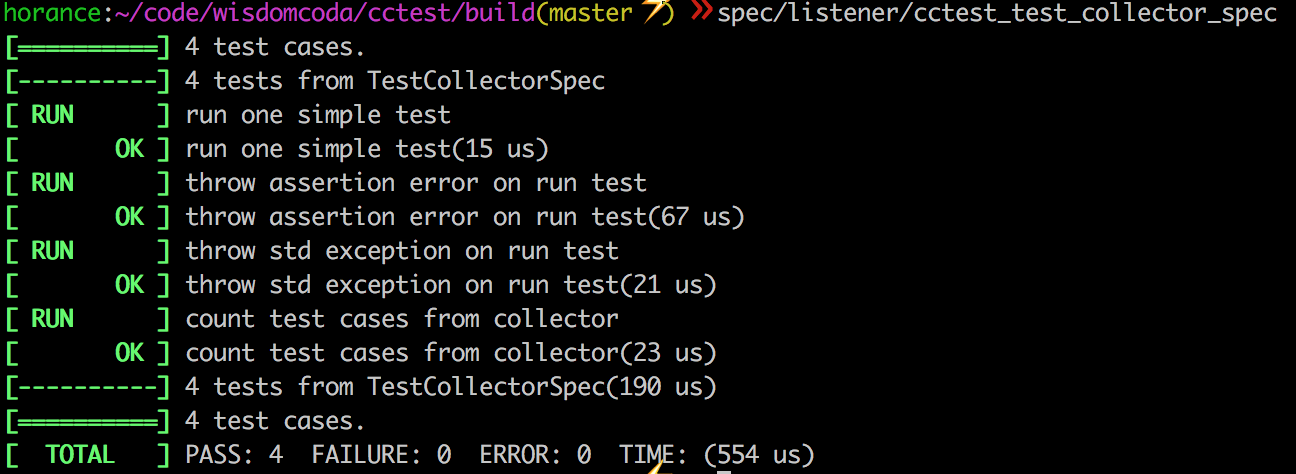 horance:~/code/wisdomcoda/cctest/build(master⚡) »spec/listener/cctest_test_collector_spec
[==========] 4 test cases.
[----------] 4 tests from TestCollectorSpec
[ RUN      ] run one simple test
[       OK ] run one simple test(15 us)
[ RUN      ] throw assertion error on run test
[       OK ] throw assertion error on run test(67 us)
[ RUN      ] throw std exception on run test
[       OK ] throw std exception on run test(21 us)
[ RUN      ] count test cases from collector
[       OK ] count test cases from collector(23 us)
[----------] 4 tests from TestCollectorSpec(190 us)
[==========] 4 test cases.
[  TOTAL   ] PASS: 4  FAILURE: 0  ERROR: 0  TIME: (554 us)